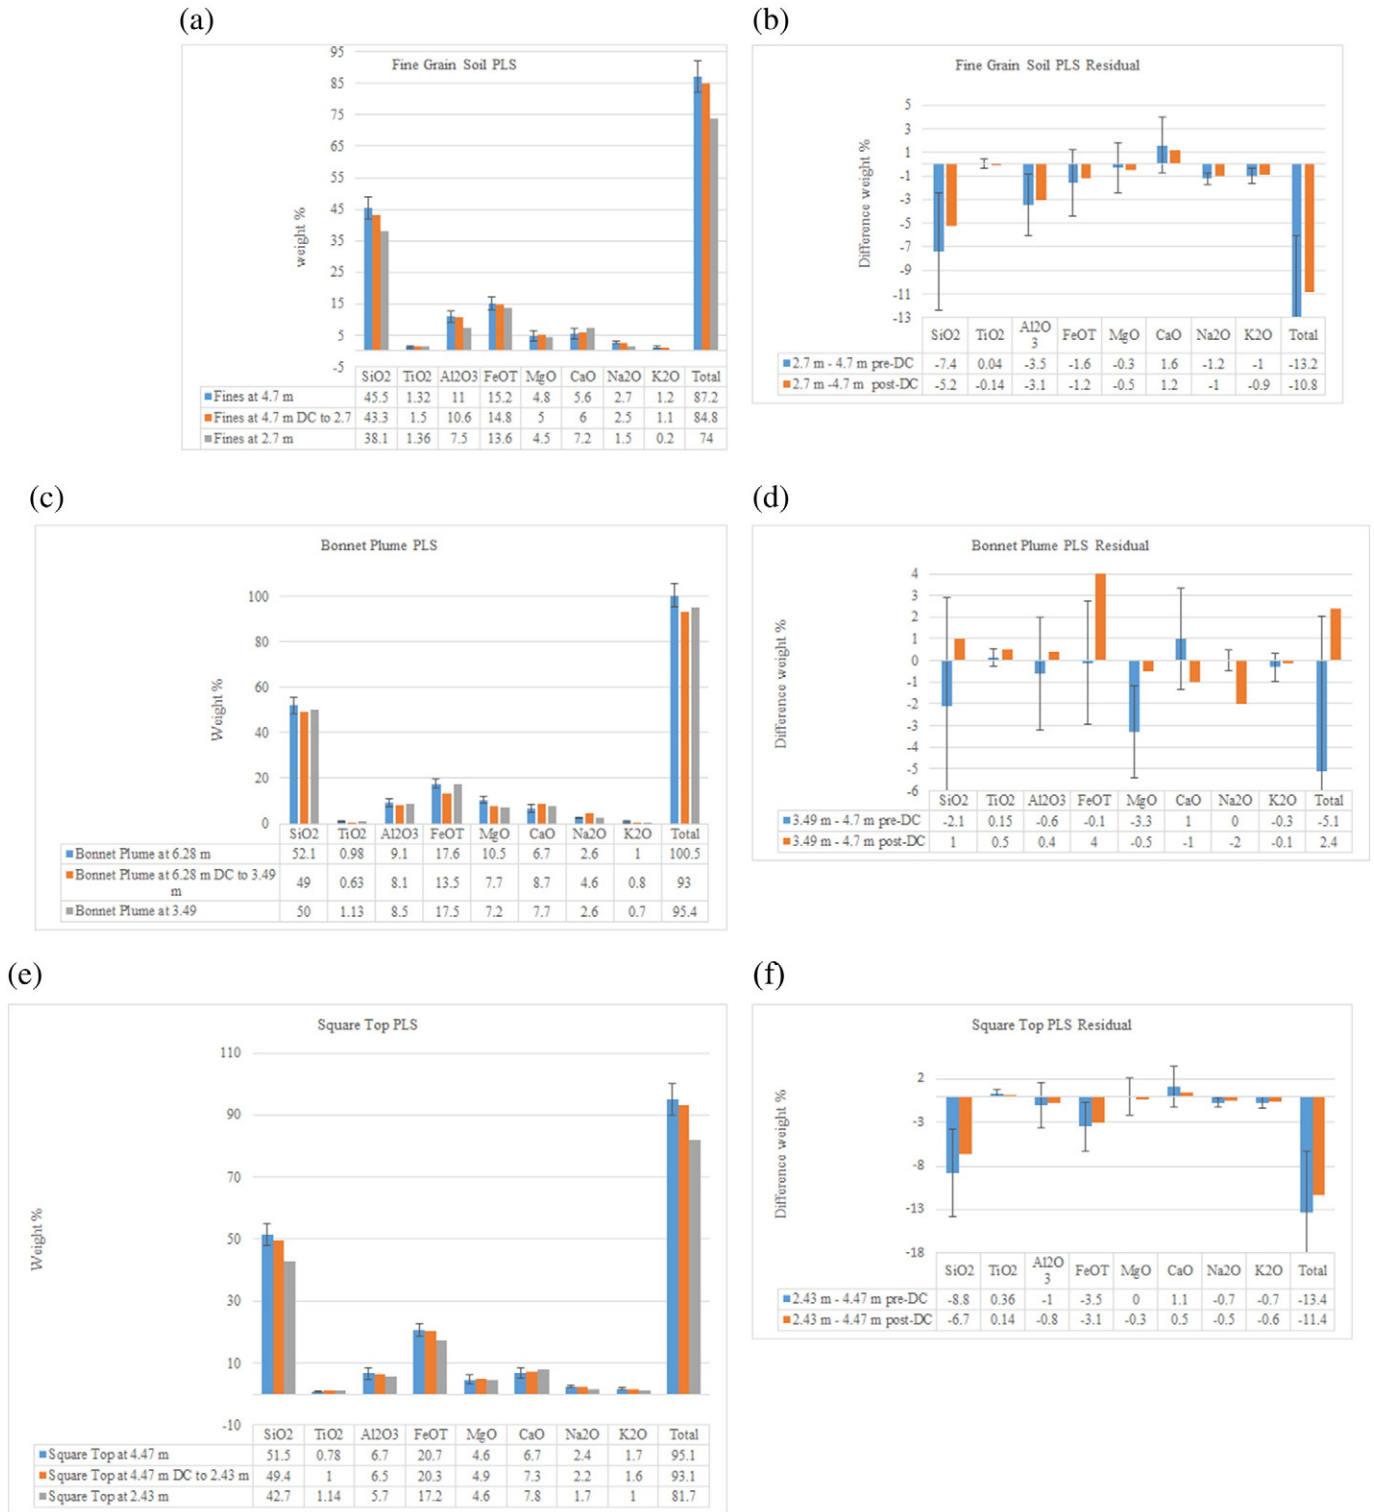 (a)
Fine Grain Soil PLS
95
85
75
65
55
45
35
25
15
5
-5
weight %
SiO2 TiO2 Al2O3 FeOT MgO CaO Na2O K2O Total
Fines at 4.7 m 45.5 1.32 11 15.2 4.8 5.6 2.7 1.2 87.2
Fines at 4.7 m DC to 2.7 43.3 1.5 10.6 14.8 5 6 2.5 1.1 84.8
Fines at 2.7 m 38.1 1.36 7.5 13.6 4.5 7.2 1.5 0.2 74
(b)
Fine Grain Soil PLS Residual
5
3
1
-1
-3
-5
-7
-9
-11
-13
Difference weight %
SiO2 TiO2 Al2O3 FeOT MgO CaO Na2O K2O Total
2.7 m - 4.7 m pre-DC -7.4 0.04 -3.5 -1.6 -0.3 1.6 -1.2 -1 -13.2
2.7 m -4.7 m post-DC -5.2 -0.14 -3.1 -1.2 -0.5 1.2 -1 -0.9 -10.8
(c)
Bonnet Plume PLS
100
80
60
40
20
0
Weight %
SiO2 TiO2 Al2O3 FeOT MgO CaO Na2O K2O Total
Bonnet Plume at 6.28 m 52.1 0.98 9.1 17.6 10.5 6.7 2.6 1 100.5
Bonnet Plume at 6.28 m DC to 3.49 m 49 0.63 8.1 13.5 7.7 8.7 4.6 0.8 93
Bonnet Plume at 3.49 50 1.13 8.5 17.5 7.2 7.7 2.6 0.7 95.4
(d)
Bonnet Plume PLS Residual
4
3
2
1
0
-1
-2
-3
-4
-5
-6
Difference weight %
SiO2 TiO2 Al2O3 FeOT MgO CaO Na2O K2O Total
3.49 m - 4.7 m pre-DC -2.1 0.15 -0.6 -0.1 -3.3 1 0 -0.3 -5.1
3.49 m - 4.7 m post-DC 1 0.5 0.4 4 -0.5 -1 -2 -0.1 2.4
(e)
Square Top PLS
110
90
70
50
30
10
-10
Weight %
SiO2 TiO2 Al2O3 FeOT MgO CaO Na2O K2O Total
Square Top at 4.47 m 51.5 0.78 6.7 20.7 4.6 6.7 2.4 1.7 95.1
Square Top at 4.47 m DC to 2.43 m 49.4 1 6.5 20.3 4.9 7.3 2.2 1.6 93.1
Square Top at 2.43 m 42.7 1.14 5.7 17.2 4.6 7.8 1.7 1 81.7
(f)
Square Top PLS Residual
2
-3
-8
-13
-18
Difference weight %
SiO2 TiO2 Al2O3 FeOT MgO CaO Na2O K2O Total
2.43 m - 4.47 m pre-DC -8.8 0.36 -1 -3.5 0 1.1 -0.7 -0.7 -13.4
2.43 m - 4.47 m post-DC -6.7 0.14 -0.8 -3.1 -0.3 0.5 -0.5 -0.6 -11.4